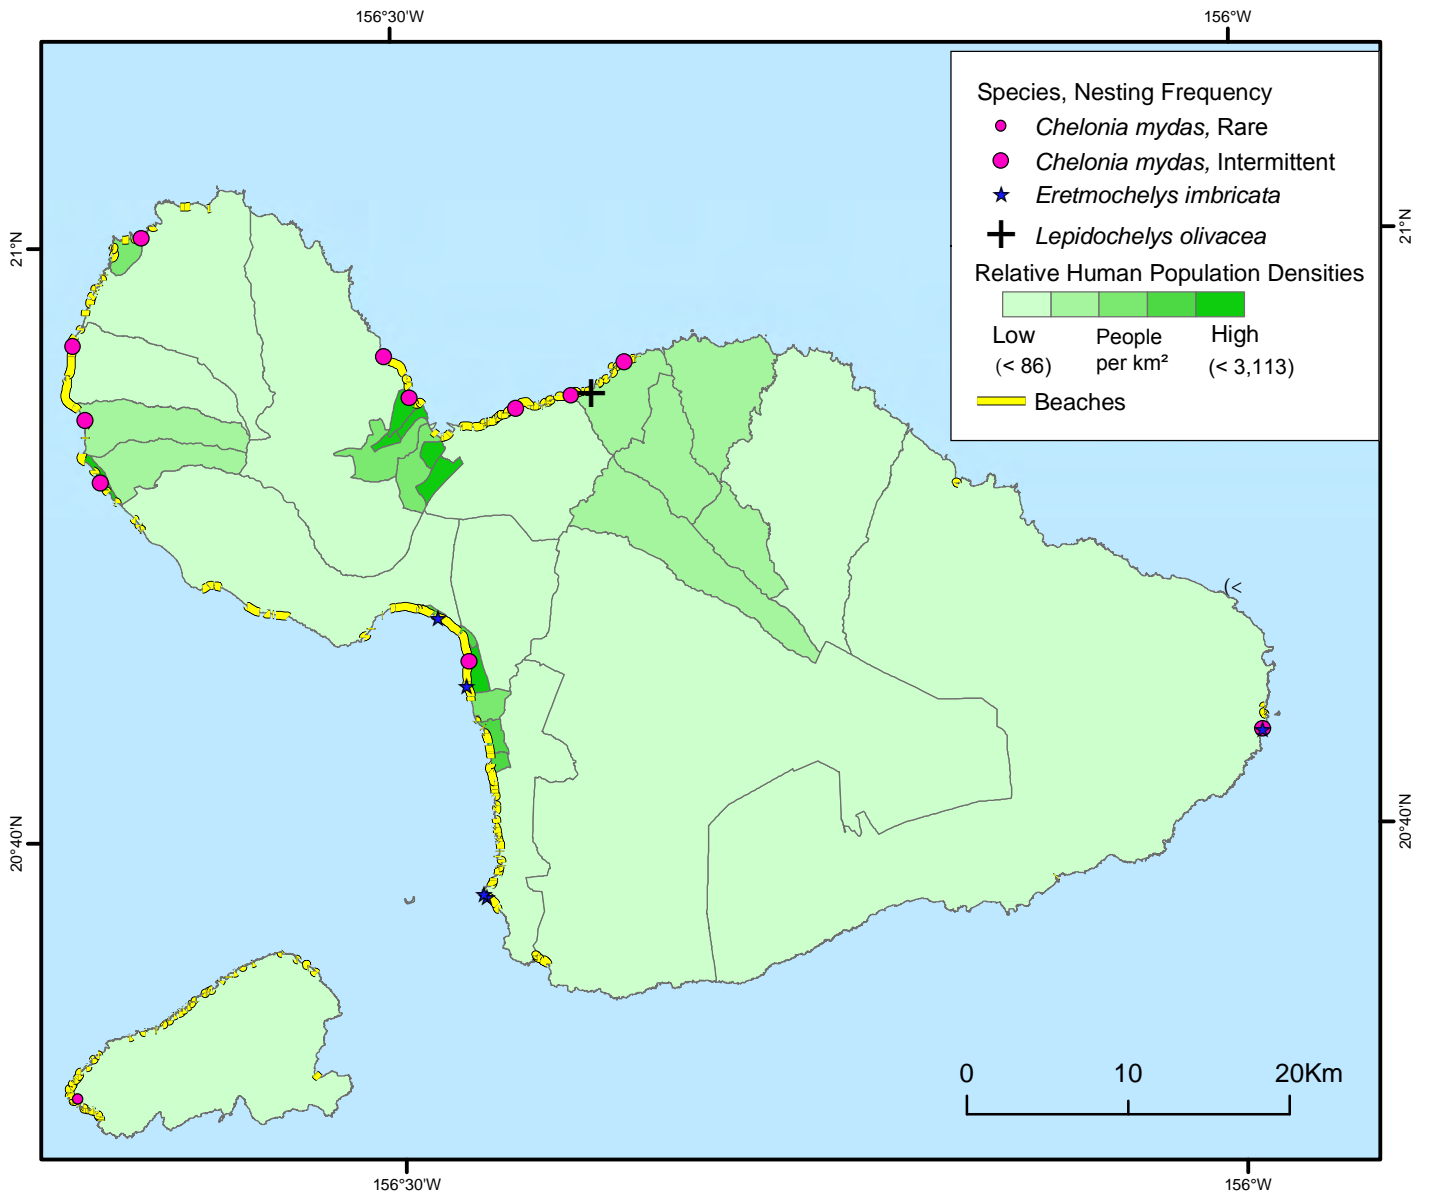 156°30'W
156°W
Species, Nesting Frequency
Chelonia mydas, Rare
Chelonia mydas, Intermittent
Eretmochelys imbricata
Lepidochelys olivacea
Relative Human Population Densities
Low People High
(< 86) per km² (< 3,113)
Beaches
21°N
21°N
(<
20°40'N
20°40'N
0 10 20Km
156°30'W
156°W